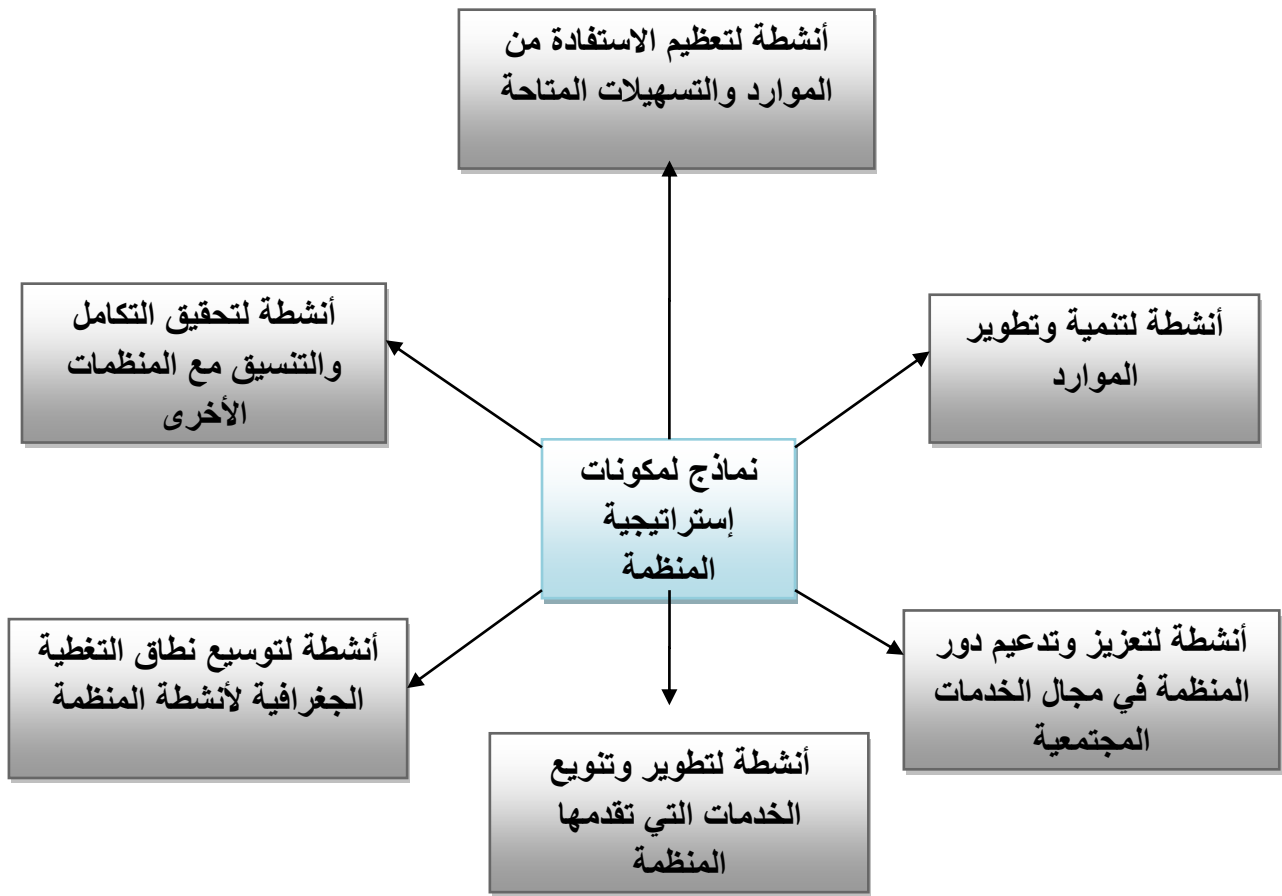 أنشطة لتعظيم الاستفادة من
الموارد والتسهيلات المتاحة
أنشطة لتنمية وتطوير
الموارد
أنشطة لتحقيق التكامل
والتنسيق مع المنظمات
الأخرى
نماذج لمكونات
إستراتيجية
المنظمة
أنشطة لتعزيز وتدعيم دور
المنظمة في مجال الخدمات
المجتمعية
أنشطة لتوسيع نطاق التغطية
الجغرافية لأنشطة المنظمة
أنشطة لتطوير وتنويع
الخدمات التي تقدمها
المنظمة